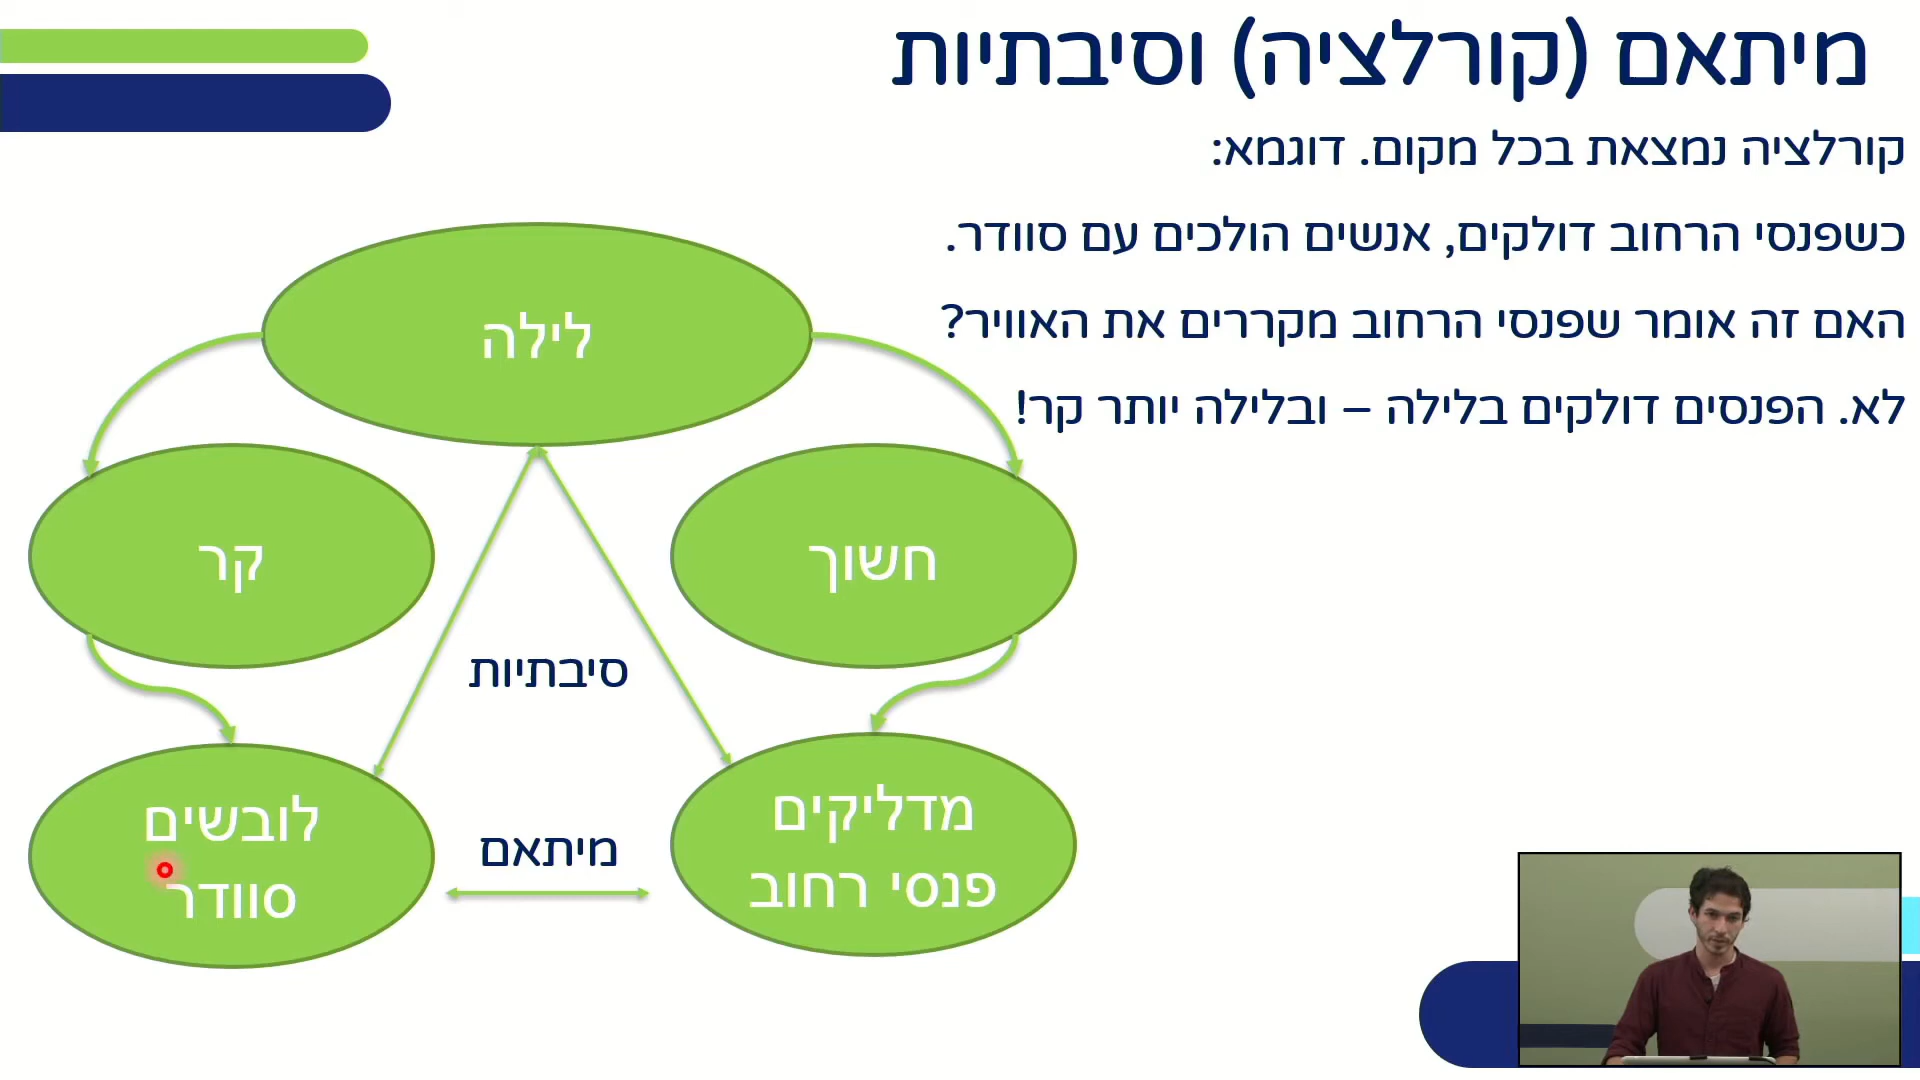 מיתאם (קורלציה) וסיבתיות
קורלציה נמצאת בכל מקום. דוגמא:
כשפנסי הרחוב דולקים, אנשים הולכים עם סוודר.
האם זה אומר שפנסי הרחוב מקררים את האוויר?
לא. הפנסים דולקים בלילה – ובלילה יותר קר!
לילה
חשוך
קר
סיבתיות
מדליקים
פנסי רחוב
מיתאם
לובשים
סוודר